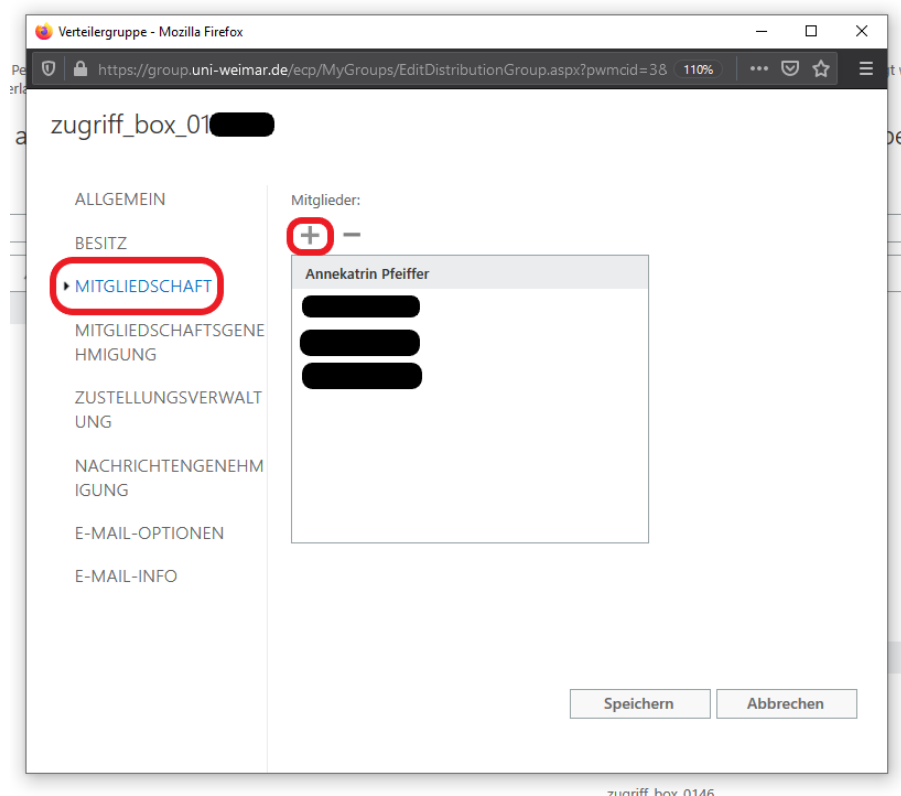 Verteilergruppe - Mozilla Firefox
https://group.uni-weimar.de/ecp/MyGroups/EditDistributionGroup.aspx?pwmcid=3& 110%
zugriff_box_01
ALLGEMEIN
BESITZ
MITGLIEDSCHAFT
MITGLIEDSCHAFTSGENE
HMIGUNG
ZUSTELLUNGSVERWALT
UNG
NACHRICHTENGENEHM
IGUNG
E-MAIL-OPTIONEN
E-MAIL-INFO
Mitglieder:
Annekatrin Pfeiffer
Speichern Abbrechen
zugriff_box_0146